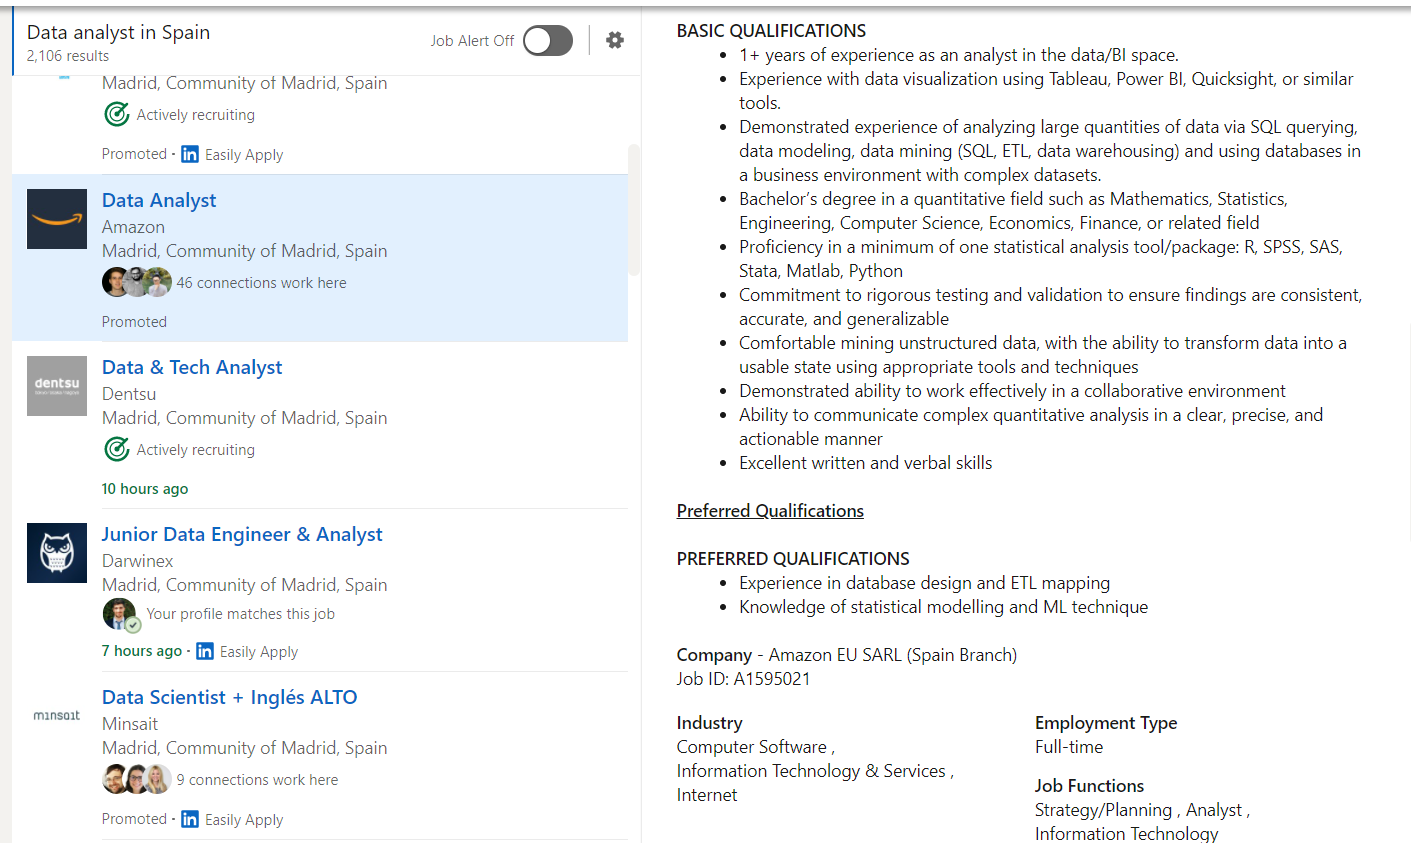 Data analyst in Spain
2,106 results
Job Alert Off
Madrid, Community of Madrid, Spain
Actively recruiting
Promoted · in Easily Apply
Data Analyst
Amazon
Madrid, Community of Madrid, Spain
46 connections work here
Promoted
dentsu
Data & Tech Analyst
Dentsu
Madrid, Community of Madrid, Spain
Actively recruiting
10 hours ago
Junior Data Engineer & Analyst
Darwinex
Madrid, Community of Madrid, Spain
Your profile matches this job
7 hours ago · in Easily Apply
minsait
Data Scientist + Inglés ALTO
Minsait
Madrid, Community of Madrid, Spain
9 connections work here
Promoted · in Easily Apply
BASIC QUALIFICATIONS
• 1+ years of experience as an analyst in the data/BI space.
• Experience with data visualization using Tableau, Power BI, Quicksight, or similar
tools.
• Demonstrated experience of analyzing large quantities of data via SQL querying,
data modeling, data mining (SQL, ETL, data warehousing) and using databases in
a business environment with complex datasets.
• Bachelor’s degree in a quantitative field such as Mathematics, Statistics,
Engineering, Computer Science, Economics, Finance, or related field
• Proficiency in a minimum of one statistical analysis tool/package: R, SPSS, SAS,
Stata, Matlab, Python
• Commitment to rigorous testing and validation to ensure findings are consistent,
accurate, and generalizable
• Comfortable mining unstructured data, with the ability to transform data into a
usable state using appropriate tools and techniques
• Demonstrated ability to work effectively in a collaborative environment
• Ability to communicate complex quantitative analysis in a clear, precise, and
actionable manner
• Excellent written and verbal skills
Preferred Qualifications
PREFERRED QUALIFICATIONS
• Experience in database design and ETL mapping
• Knowledge of statistical modelling and ML technique
Company - Amazon EU SARL (Spain Branch)
Job ID: A1595021
Industry
Computer Software ,
Information Technology & Services ,
Internet
Employment Type
Full-time
Job Functions
Strategy/Planning , Analyst ,
Information Technology